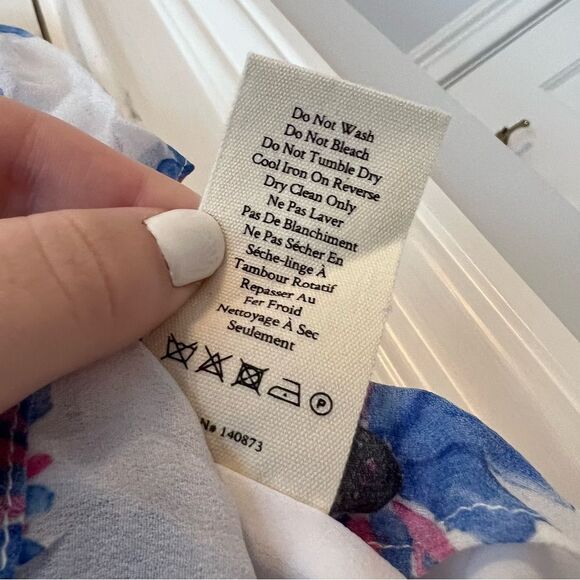 Do Not Wash
Do Not Bleach
Do Not Tumble Dry
Cool Iron On Reverse
Dry Clean Only
Ne Pas Laver
Pas De Blanchiment
Ne Pas Sécher En
Séche-linge À
Tambour Rotatif
Repasser Au
Fer Froid
Nettoyage À Sec
Seulement
P
N# 140873